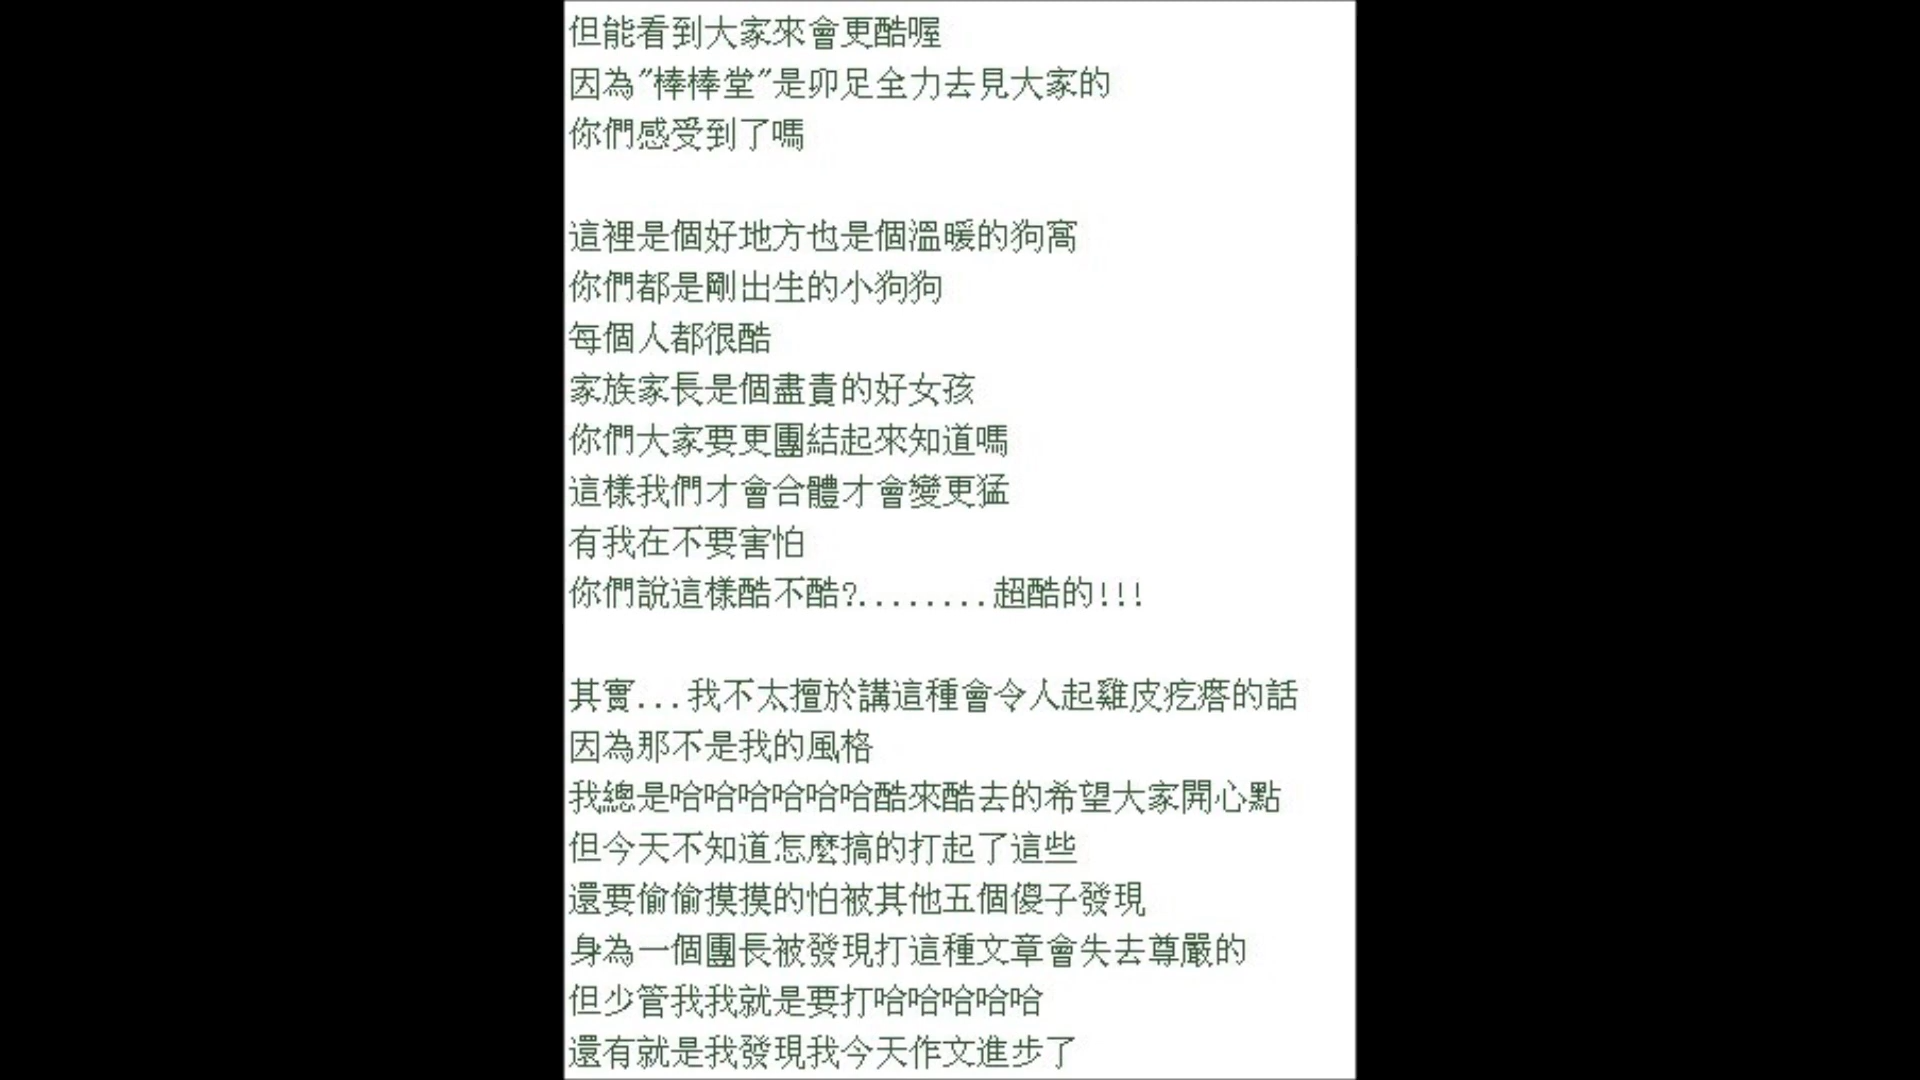 但能看到大家來會更酷喔
因為"棒棒堂"是卯足全力去見大家的
你們感受到了嗎
這裡是個好地方也是個溫暖的狗窩
你們都是剛出生的小狗狗
每個人都很酷
家族家長是個盡責的好女孩
你們大家要更團結起來知道嗎
這樣我們才會合體才會變更猛
有我在不要害怕
你們說這樣酷不酷?........超酷的!!!
其實...我不太擅於講這種會令人起雞皮疙瘩的話
因為那不是我的風格
我總是哈哈哈哈哈哈酷來酷去的希望大家開心點
但今天不知道怎麼搞的打起了這些
還要偷偷摸摸的怕被其他五個傻子發現
身為一個團長被發現打這種文章會失去尊嚴的
但少管我我就是要打哈哈哈哈哈
還有就是我發現我今天作文進步了